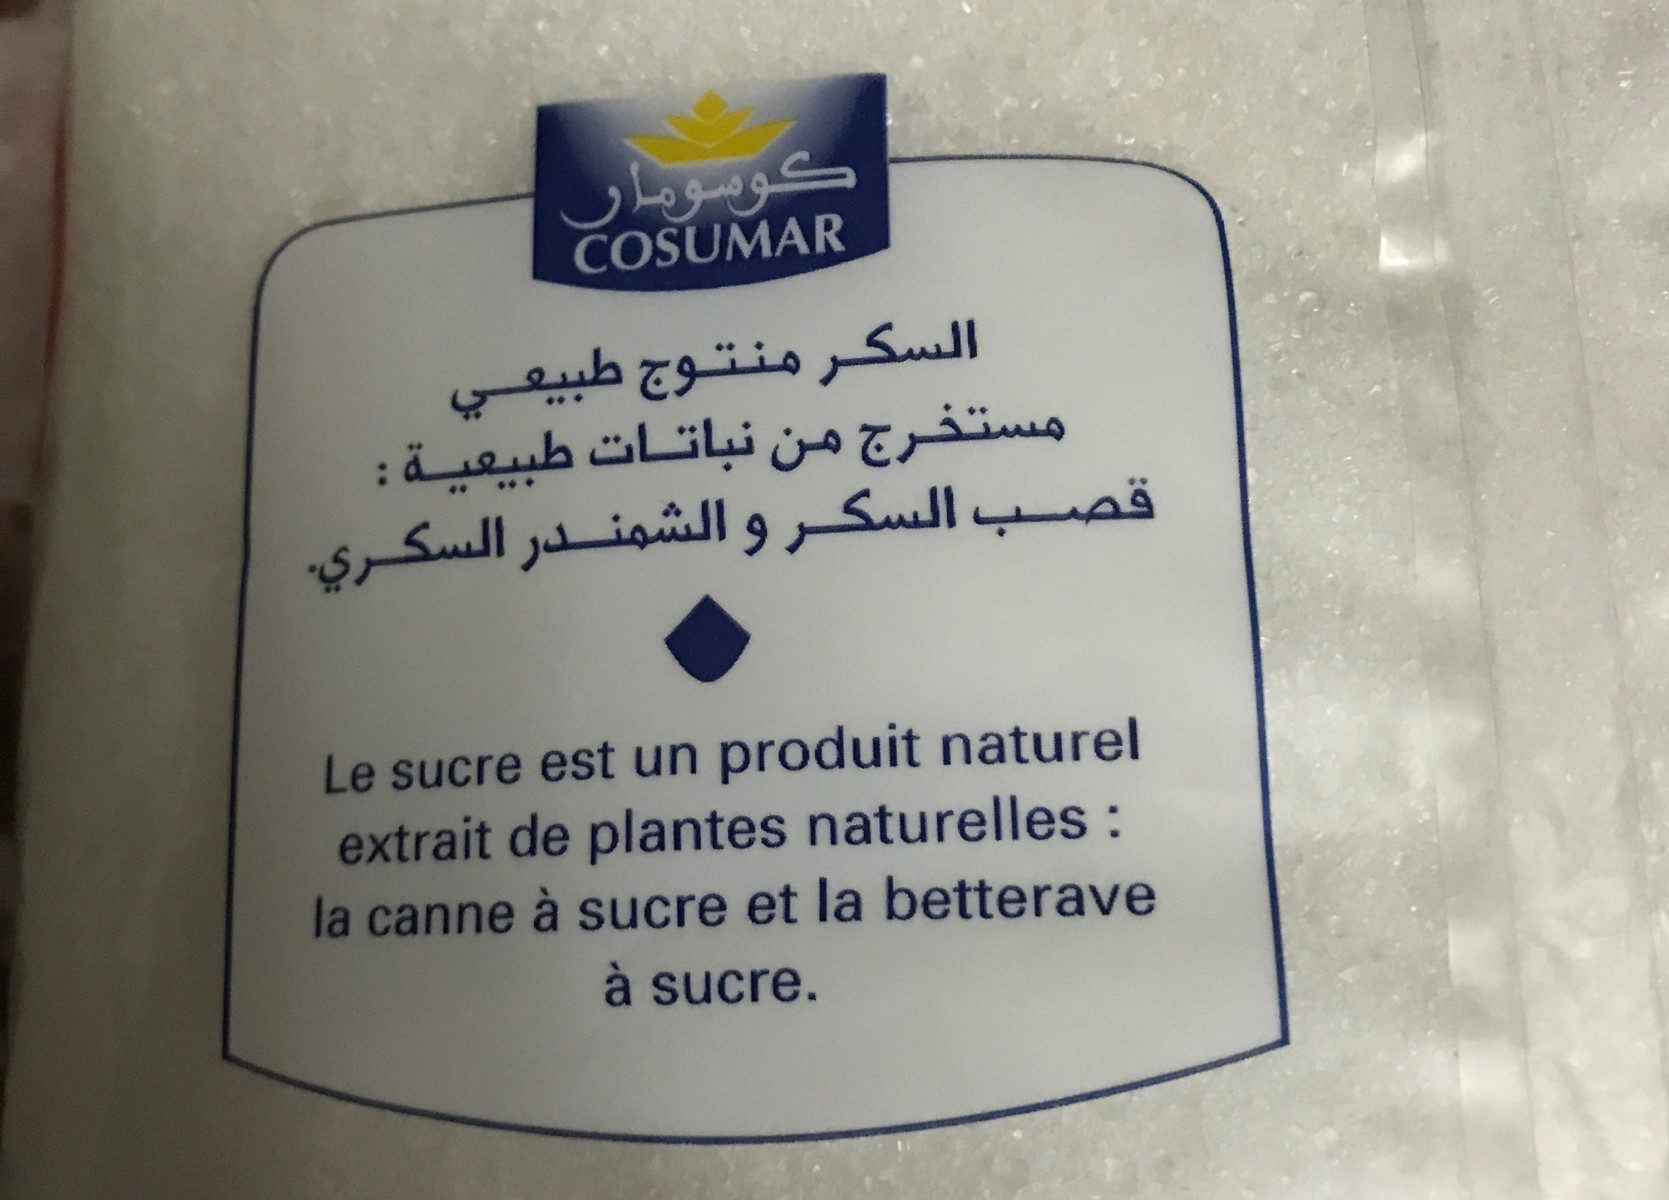 كوسومار
COSUMAR
السكر منتوج طبيعي
مستخرج من نباتات طبيعية :
قصب السكر و الشمندر السكري.
Le sucre est un produit naturel
extrait de plantes naturelles :
la canne à sucre et la betterave
à sucre.